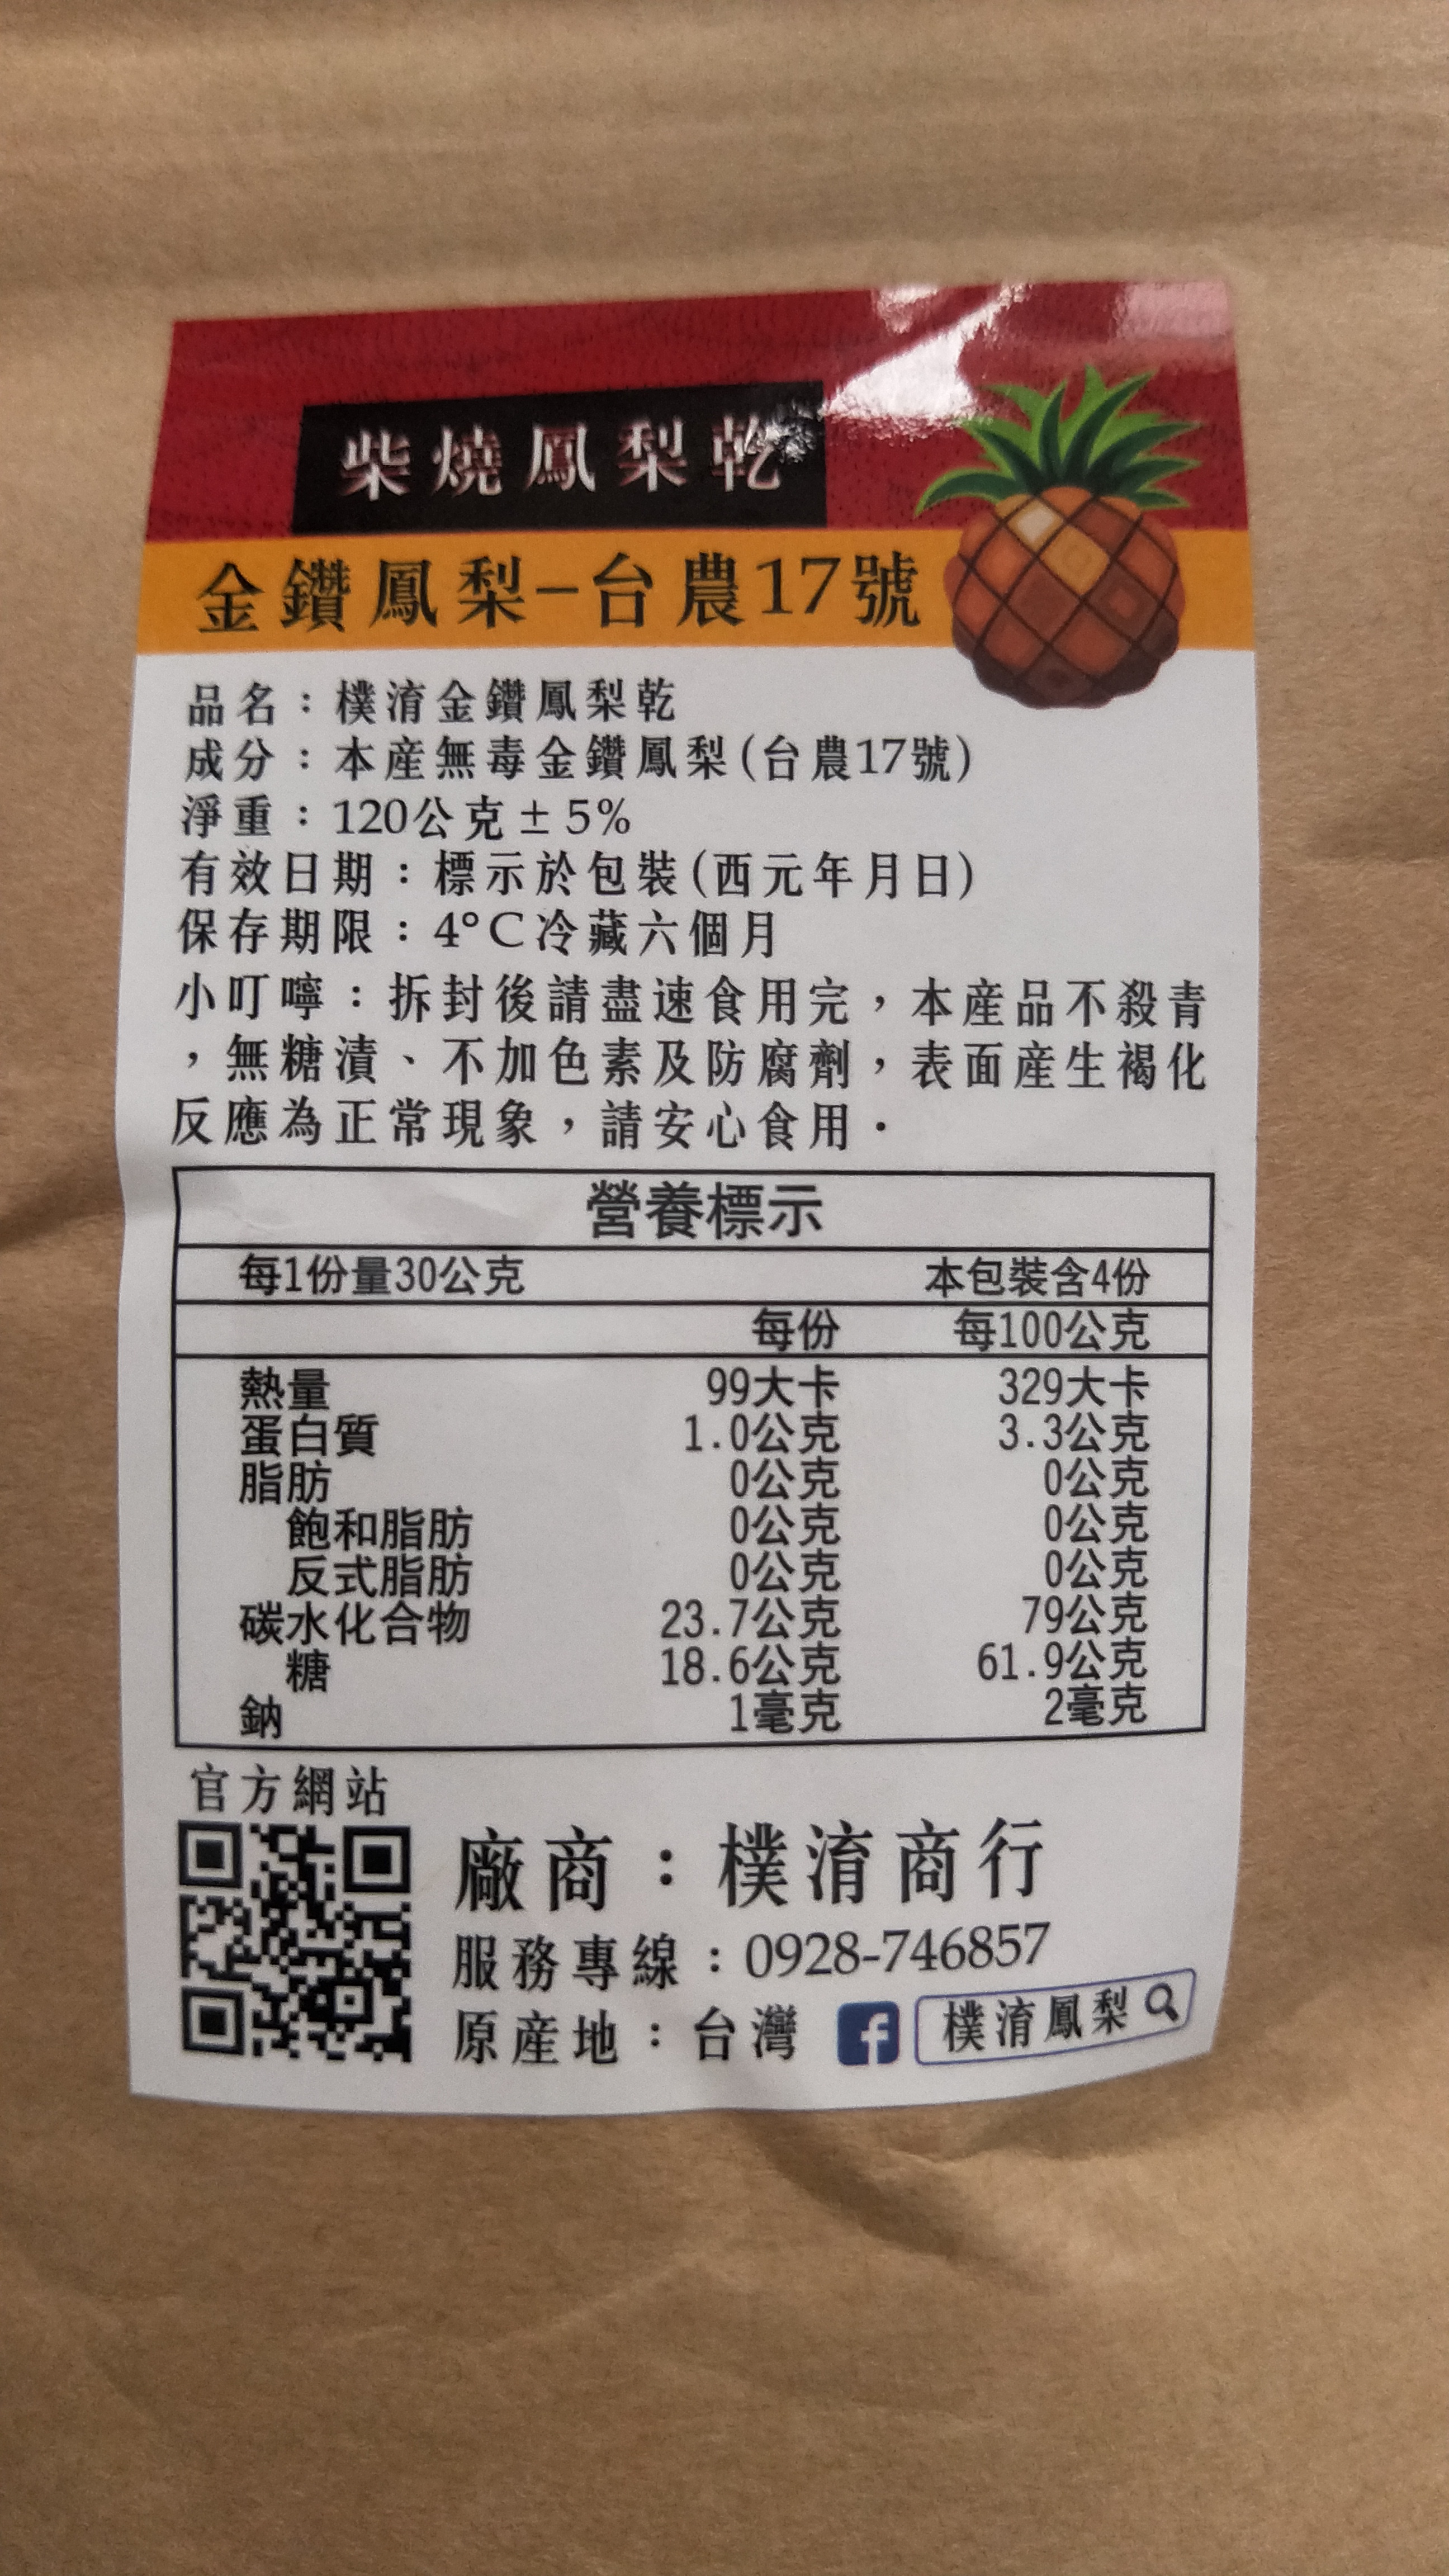 柴燒鳳梨乾
金鑽鳳梨–台農17號
品名：樸淯金鑽鳳梨乾
成分：本產無毒金鑽鳳梨(台農17號)
淨重：120公克±5%
有效日期：標示於包裝(西元年月日)
保存期限：4°C冷藏六個月
小叮嚀：拆封後請盡速食用完，本產品不殺青
，無糖漬、不加色素及防腐劑，表面產生褐化
反應為正常現象，請安心食用．
營養標示
每1份量30公克 本包裝含4份
每份 每100公克
熱量 99大卡 329大卡
蛋白質 1.0公克 3.3公克
脂肪 0公克 0公克
飽和脂肪 0公克 0公克
反式脂肪 0公克 0公克
碳水化合物 23.7公克 79公克
糖 18.6公克 61.9公克
鈉 1毫克 2毫克
官方網站
廠商：樸淯商行
服務專線：0928-746857
原產地：台灣 f 樸淯鳳梨